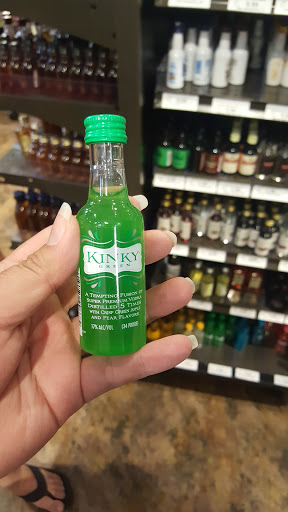 KINKY
GREEN
A TEMPTING FUSION OF
SUPER PREMIUM VODKA
DISTILLED 5 TIMES
WITH CRISP GREEN APPLE
AND PEAR FLAVORS
17% ALC/VOL (34 PROOF)